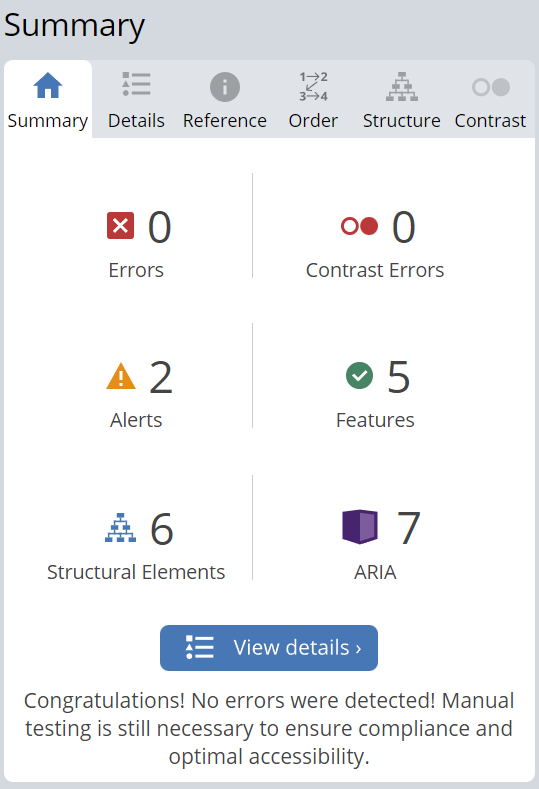 Summary
Summary Details Reference Order Structure Contrast
1→2
3→4
0 0
Errors Contrast Errors
2 5
Alerts Features
6 7
Structural Elements ARIA
View details ›
Congratulations! No errors were detected! Manual
testing is still necessary to ensure compliance and
optimal accessibility.